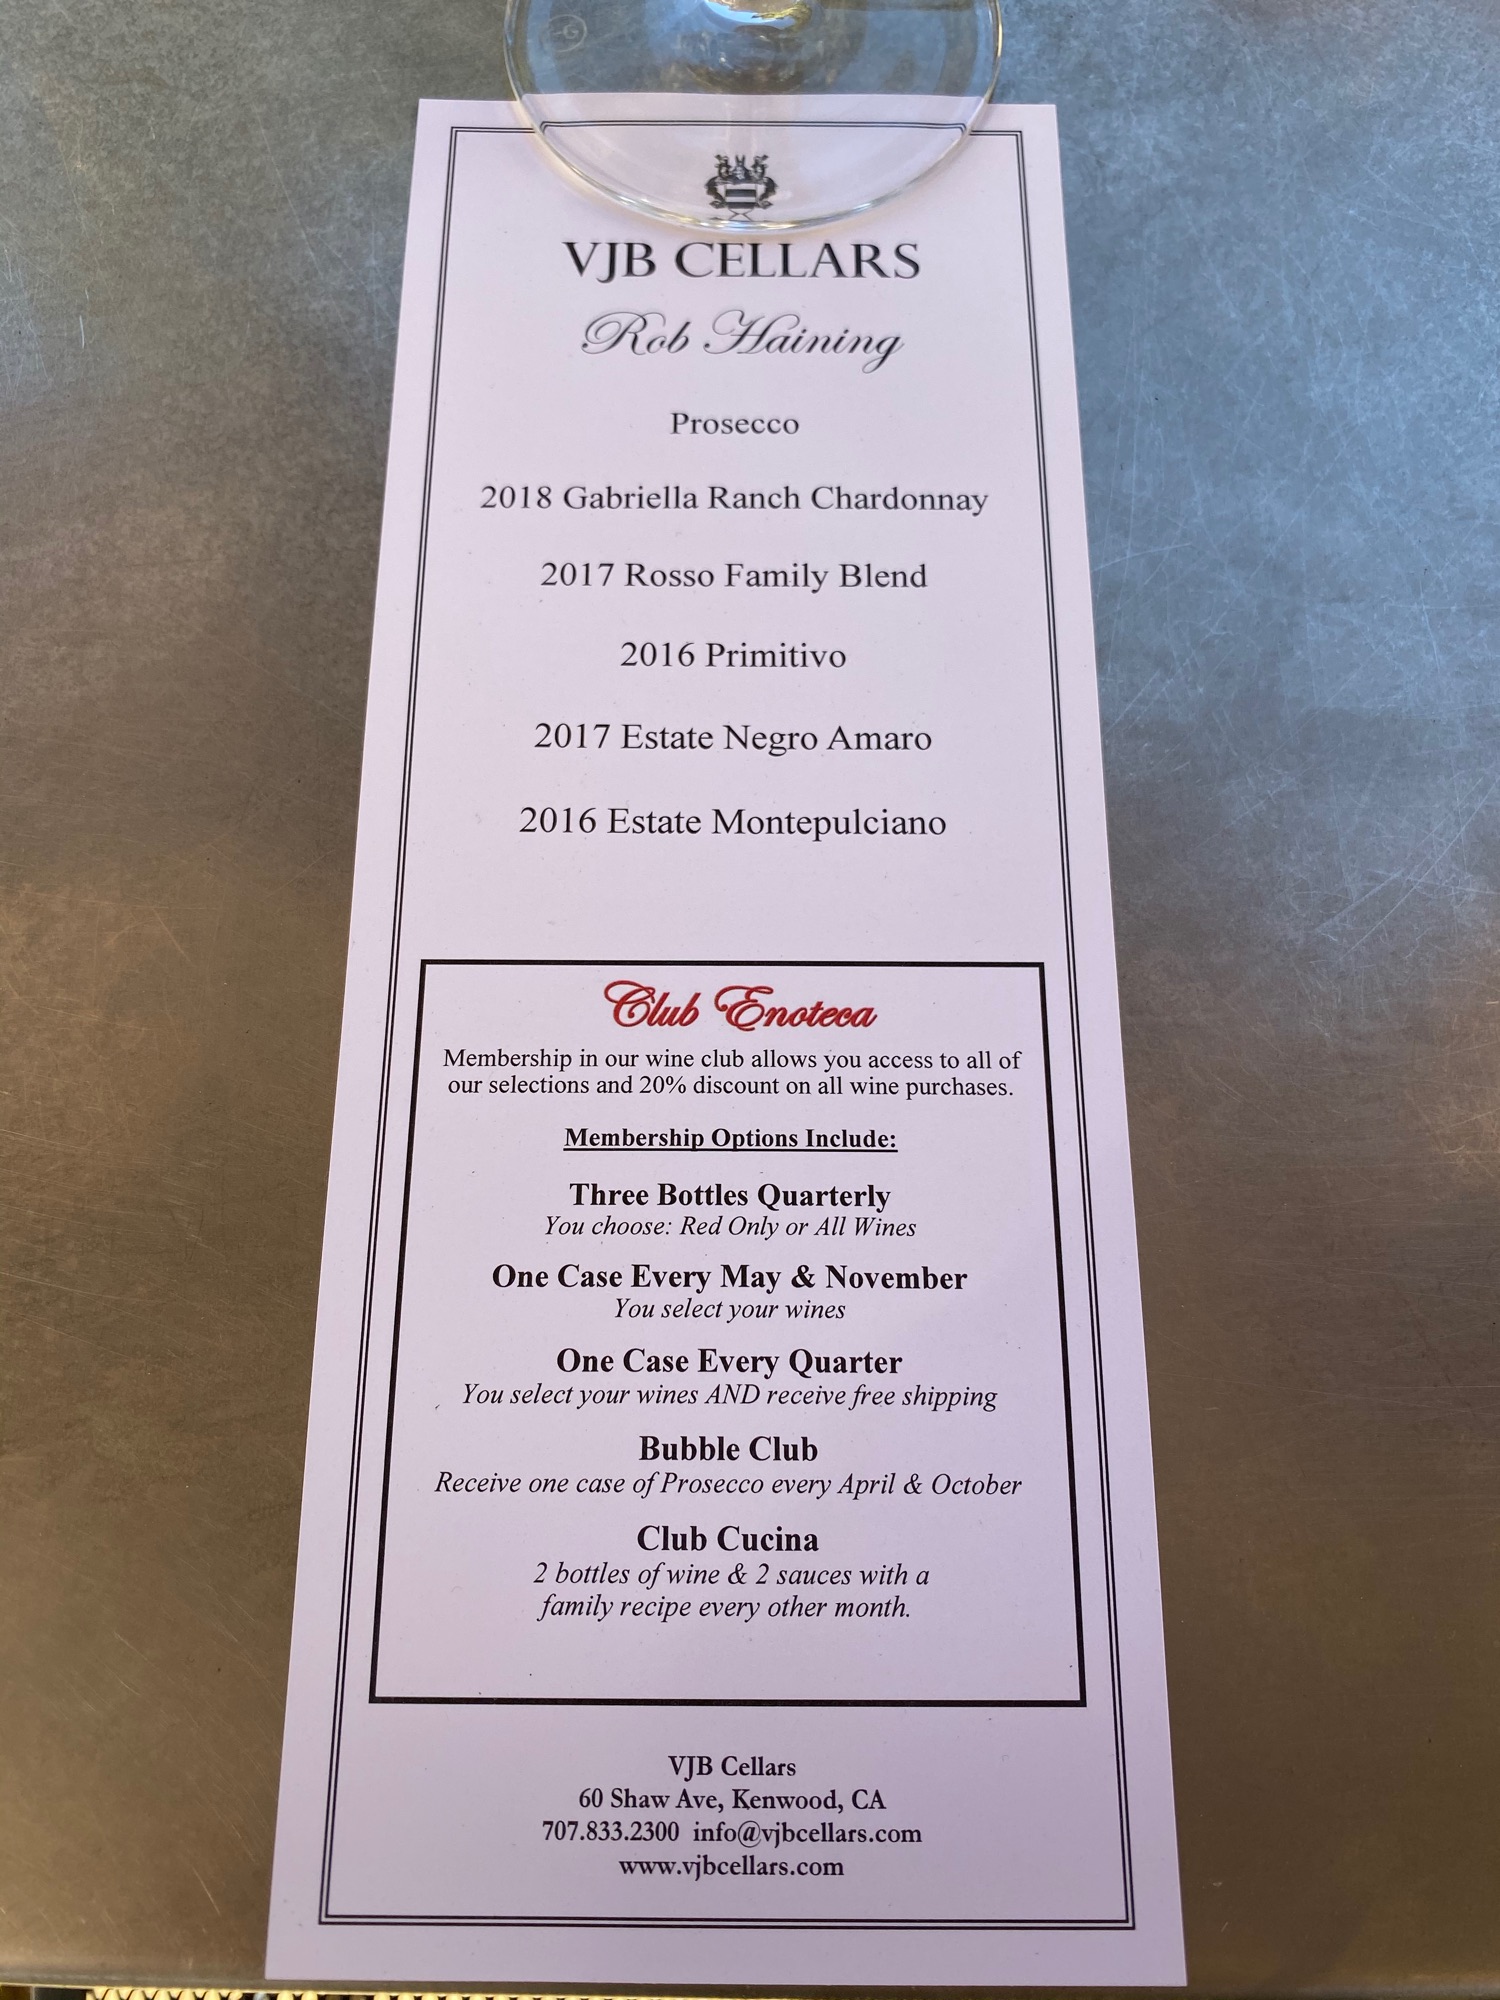 VJB CELLARS
Rob Haining
Prosecco
2018 Gabriella Ranch Chardonnay
2017 Rosso Family Blend
2016 Primitivo
2017 Estate Negro Amaro
2016 Estate Montepulciano
Club Enoteca
Membership in our wine club allows you access to all of
our selections and 20% discount on all wine purchases.
Membership Options Include:
Three Bottles Quarterly
You choose: Red Only or All Wines
One Case Every May & November
You select your wines
One Case Every Quarter
You select your wines AND receive free shipping
Bubble Club
Receive one case of Prosecco every April & October
Club Cucina
2 bottles of wine & 2 sauces with a
family recipe every other month.
VJB Cellars
60 Shaw Ave, Kenwood, CA
707.833.2300 info@vjbcellars.com
www.vjbcellars.com